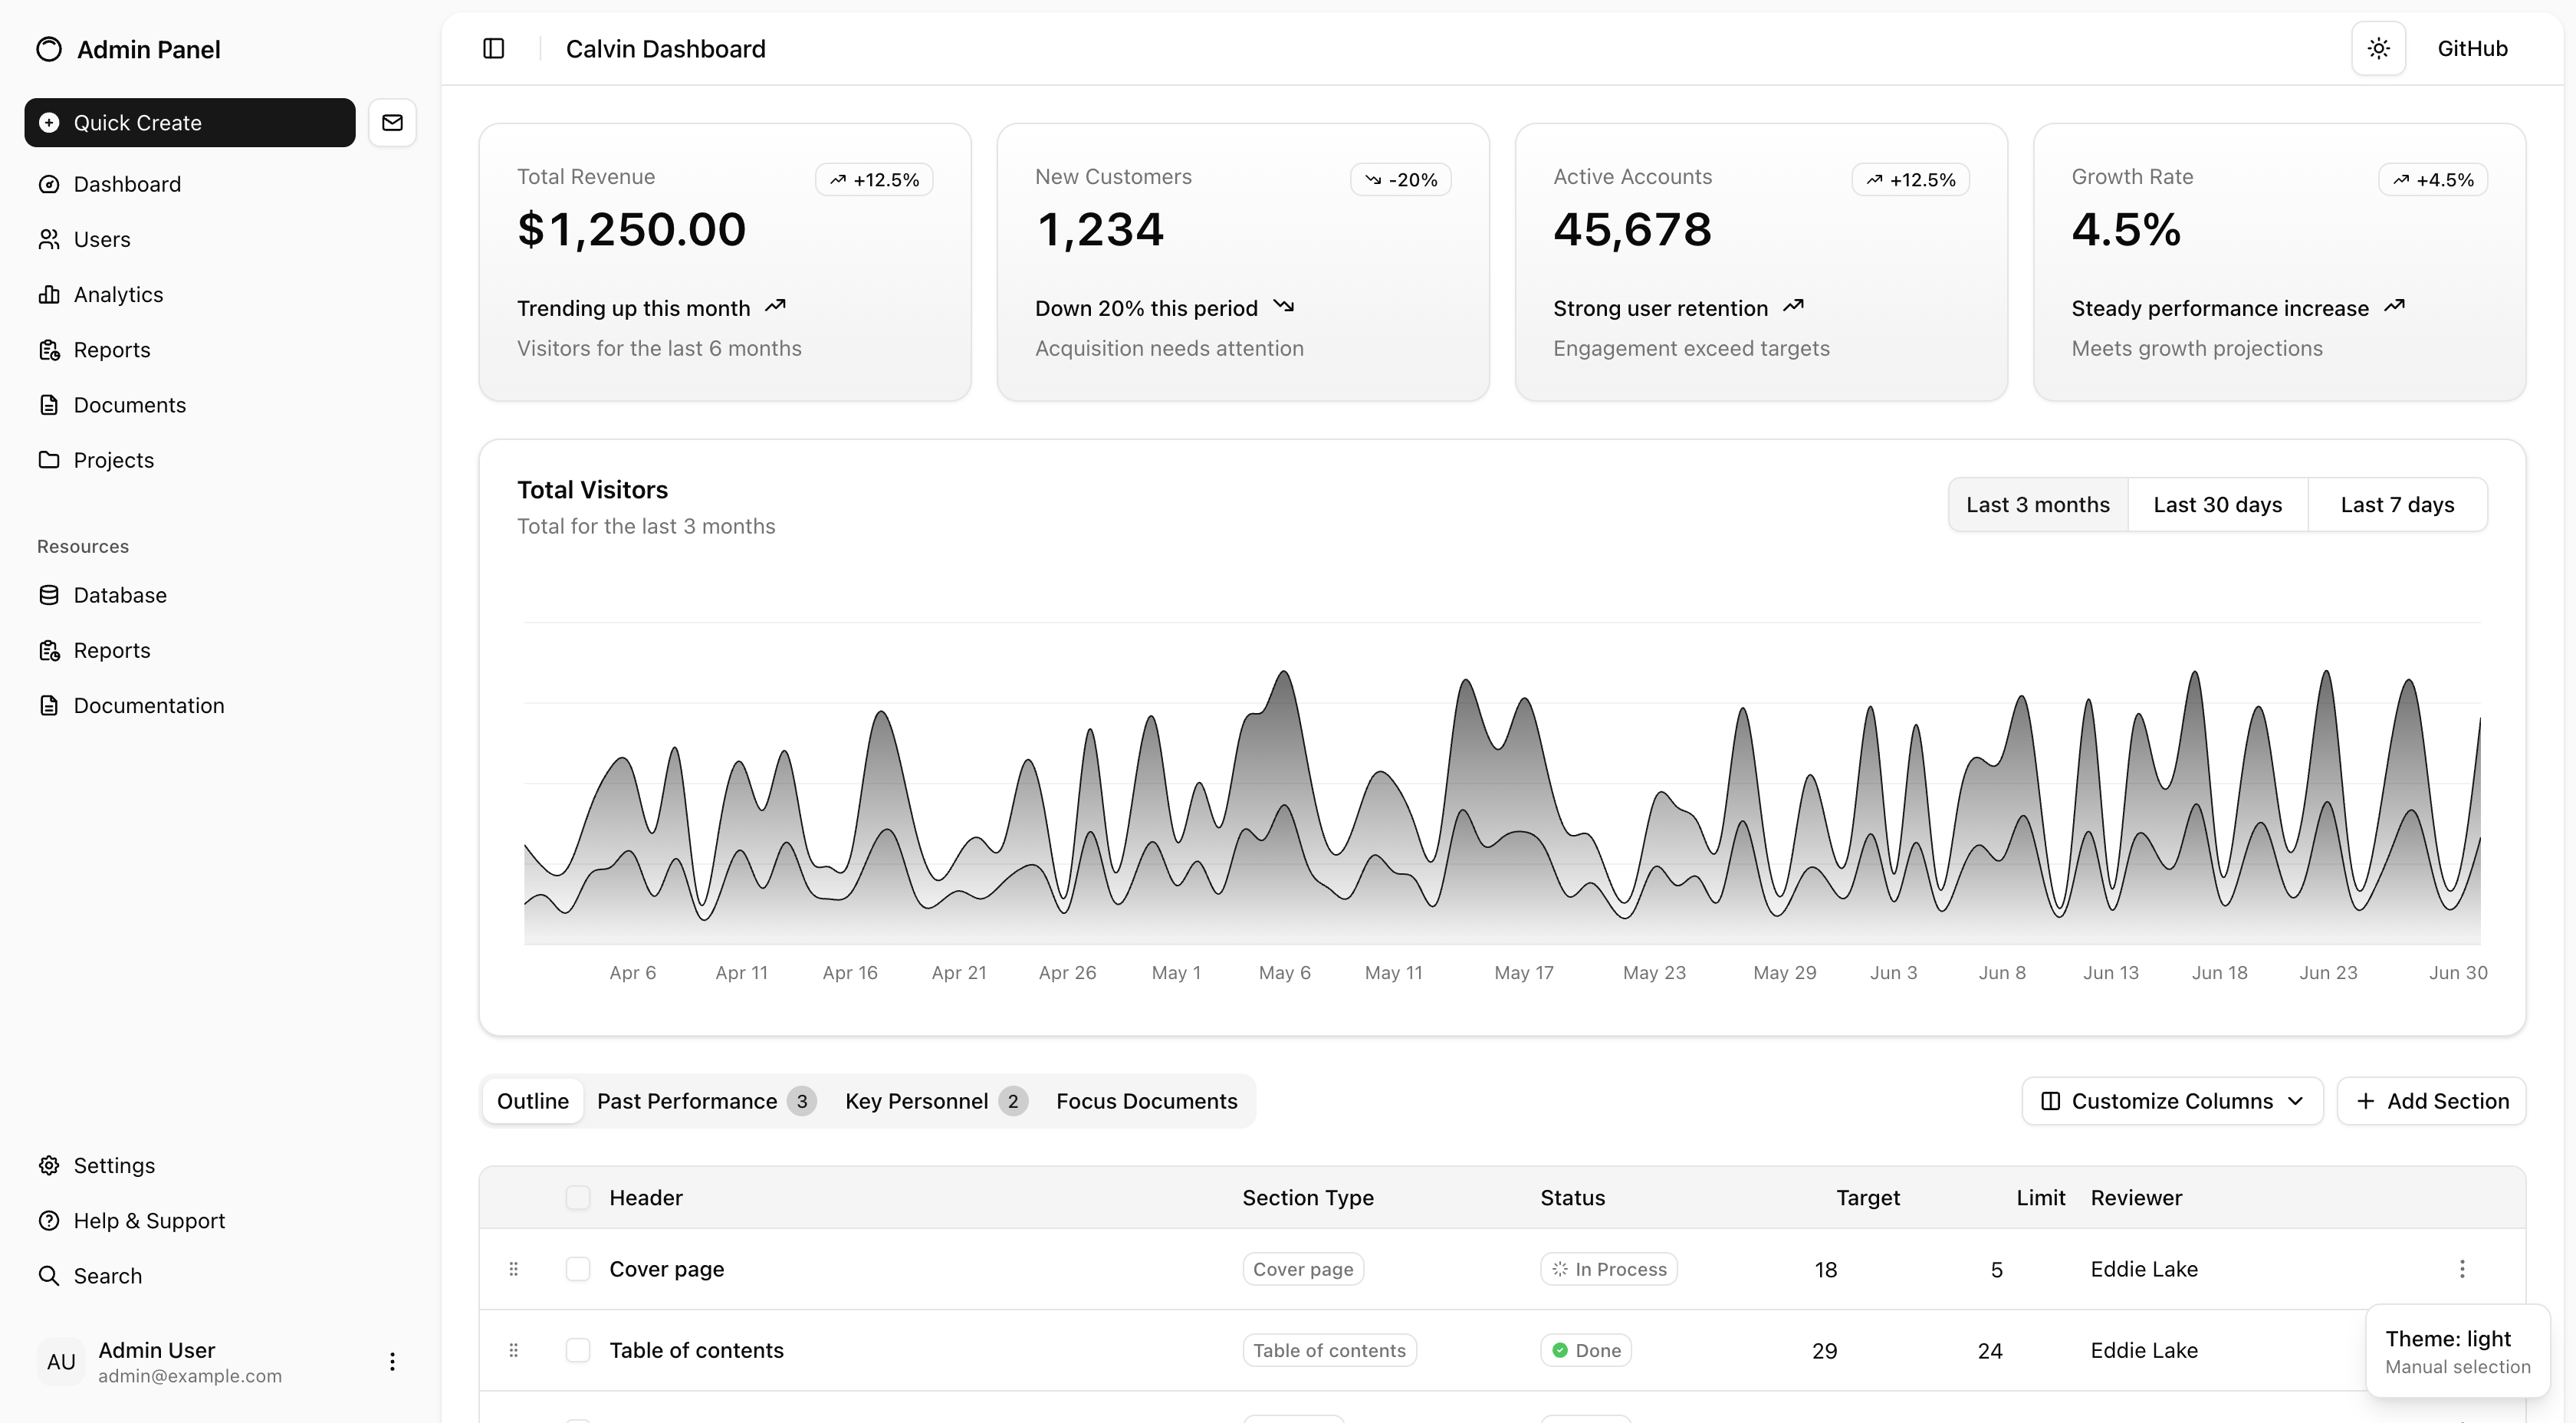 Admin Panel
Quick Create
Dashboard
Users
Analytics
Reports
Documents
Projects
Resources
Database
Reports
Documentation
Settings
Help & Support
Search
AU
Admin User
admin@example.com
Calvin Dashboard
GitHub
Total Revenue
+12.5%
$1,250.00
Trending up this month
Visitors for the last 6 months
New Customers
-20%
1,234
Down 20% this period
Acquisition needs attention
Active Accounts
+12.5%
45,678
Strong user retention
Engagement exceed targets
Growth Rate
+4.5%
4.5%
Steady performance increase
Meets growth projections
Total Visitors
Total for the last 3 months
Last 3 months Last 30 days Last 7 days
Apr 6 Apr 11 Apr 16 Apr 21 Apr 26 May 1 May 6 May 11 May 17 May 23 May 29 Jun 3 Jun 8 Jun 13 Jun 18 Jun 23 Jun 30
Outline Past Performance 3 Key Personnel 2 Focus Documents
Customize Columns Add Section
Header Section Type Status Target Limit Reviewer
Cover page Cover page In Process 18 5 Eddie Lake
Table of contents Table of contents Done 29 24 Eddie Lake
Theme: light
Manual selection